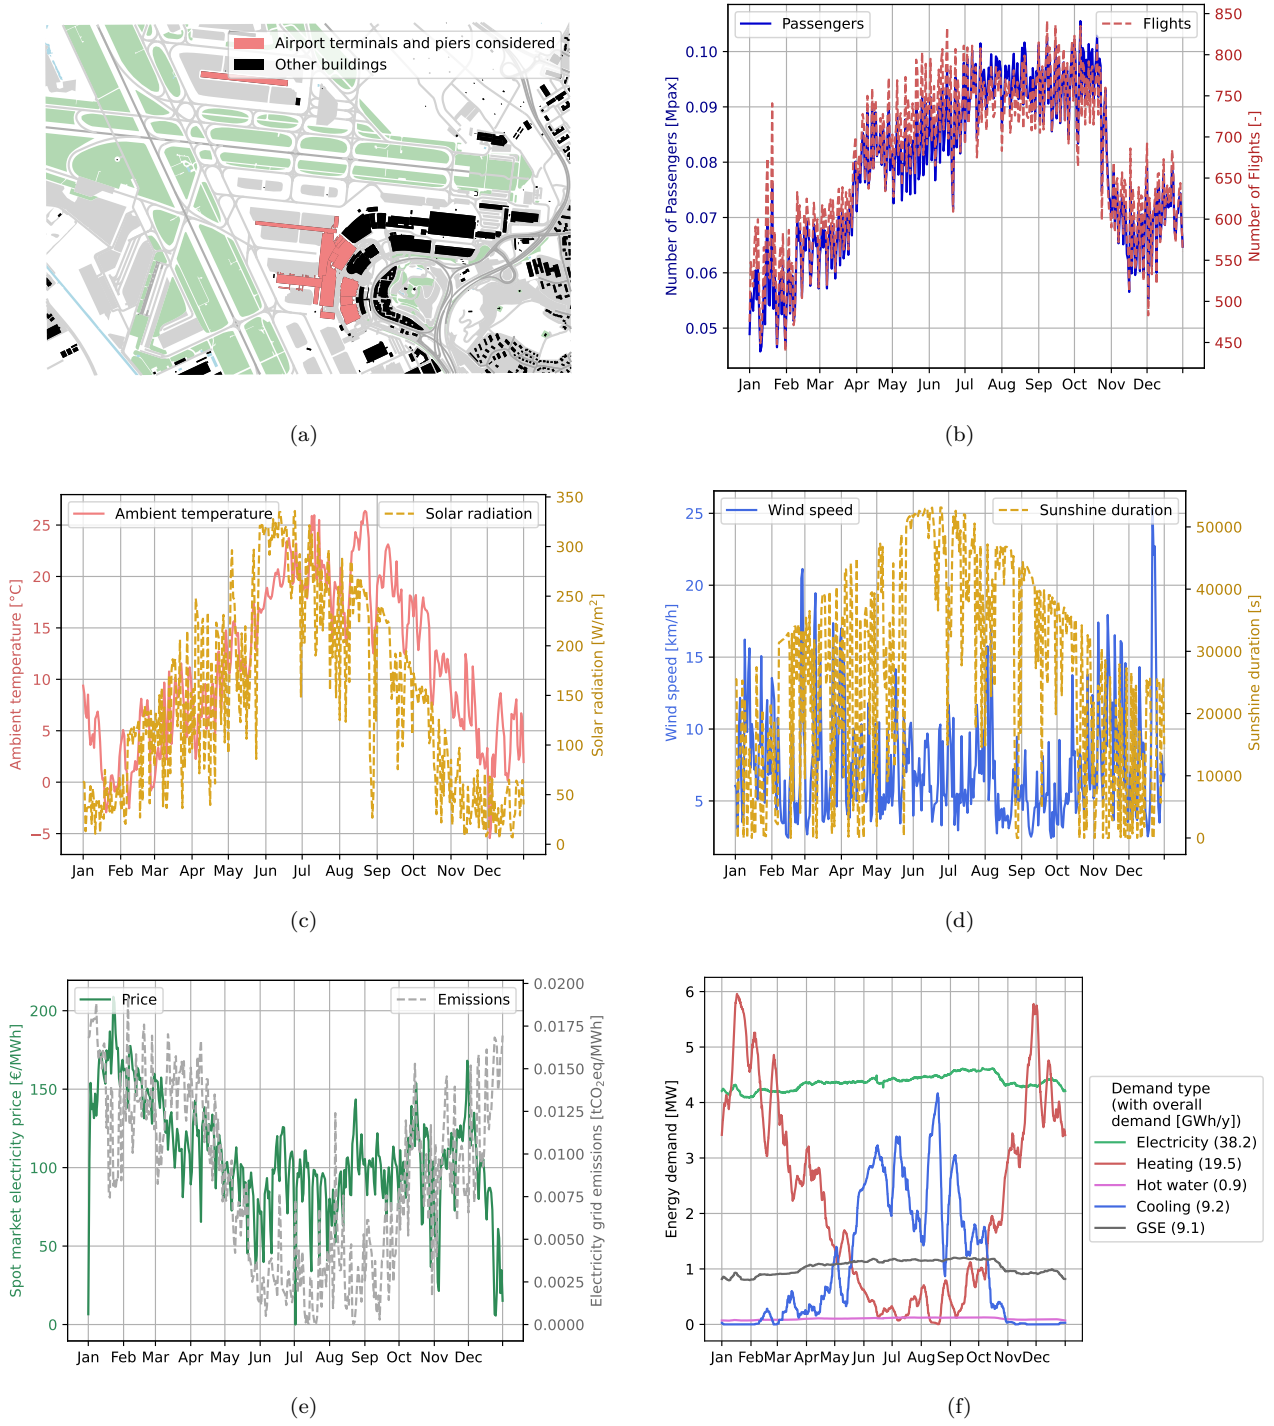 Airport terminals and piers considered
Other buildings
(a)
Passengers
Flights
Number of Passengers [Mpax]
0.10
0.09
0.08
0.07
0.06
0.05
850
800
750
700
650
600
550
500
450
Number of Flights [-]
Jan Feb Mar Apr May Jun Jul Aug Sep Oct Nov Dec
(b)
Ambient temperature
Solar radiation
Ambient temperature [°C]
25
20
15
10
5
0
−5
350
300
250
200
150
100
50
0
Solar radiation [W/m²]
Jan Feb Mar Apr May Jun Jul Aug Sep Oct Nov Dec
(c)
Wind speed
Sunshine duration
Wind speed [km/h]
25
20
15
10
5
50000
40000
30000
20000
10000
0
Sunshine duration [s]
Jan Feb Mar Apr May Jun Jul Aug Sep Oct Nov Dec
(d)
Price
Emissions
Spot market electricity price [€/MWh]
200
150
100
50
0
0.0200
0.0175
0.0150
0.0125
0.0100
0.0075
0.0050
0.0025
0.0000
Electricity grid emissions [tCO₂eq/MWh]
Jan Feb Mar Apr May Jun Jul Aug Sep Oct Nov Dec
(e)
Energy demand [MW]
6
5
4
3
2
1
0
Jan Feb Mar Apr May Jun Jul Aug Sep Oct Nov Dec
Demand type
(with overall
demand [GWh/y])
Electricity (38.2)
Heating (19.5)
Hot water (0.9)
Cooling (9.2)
GSE (9.1)
(f)